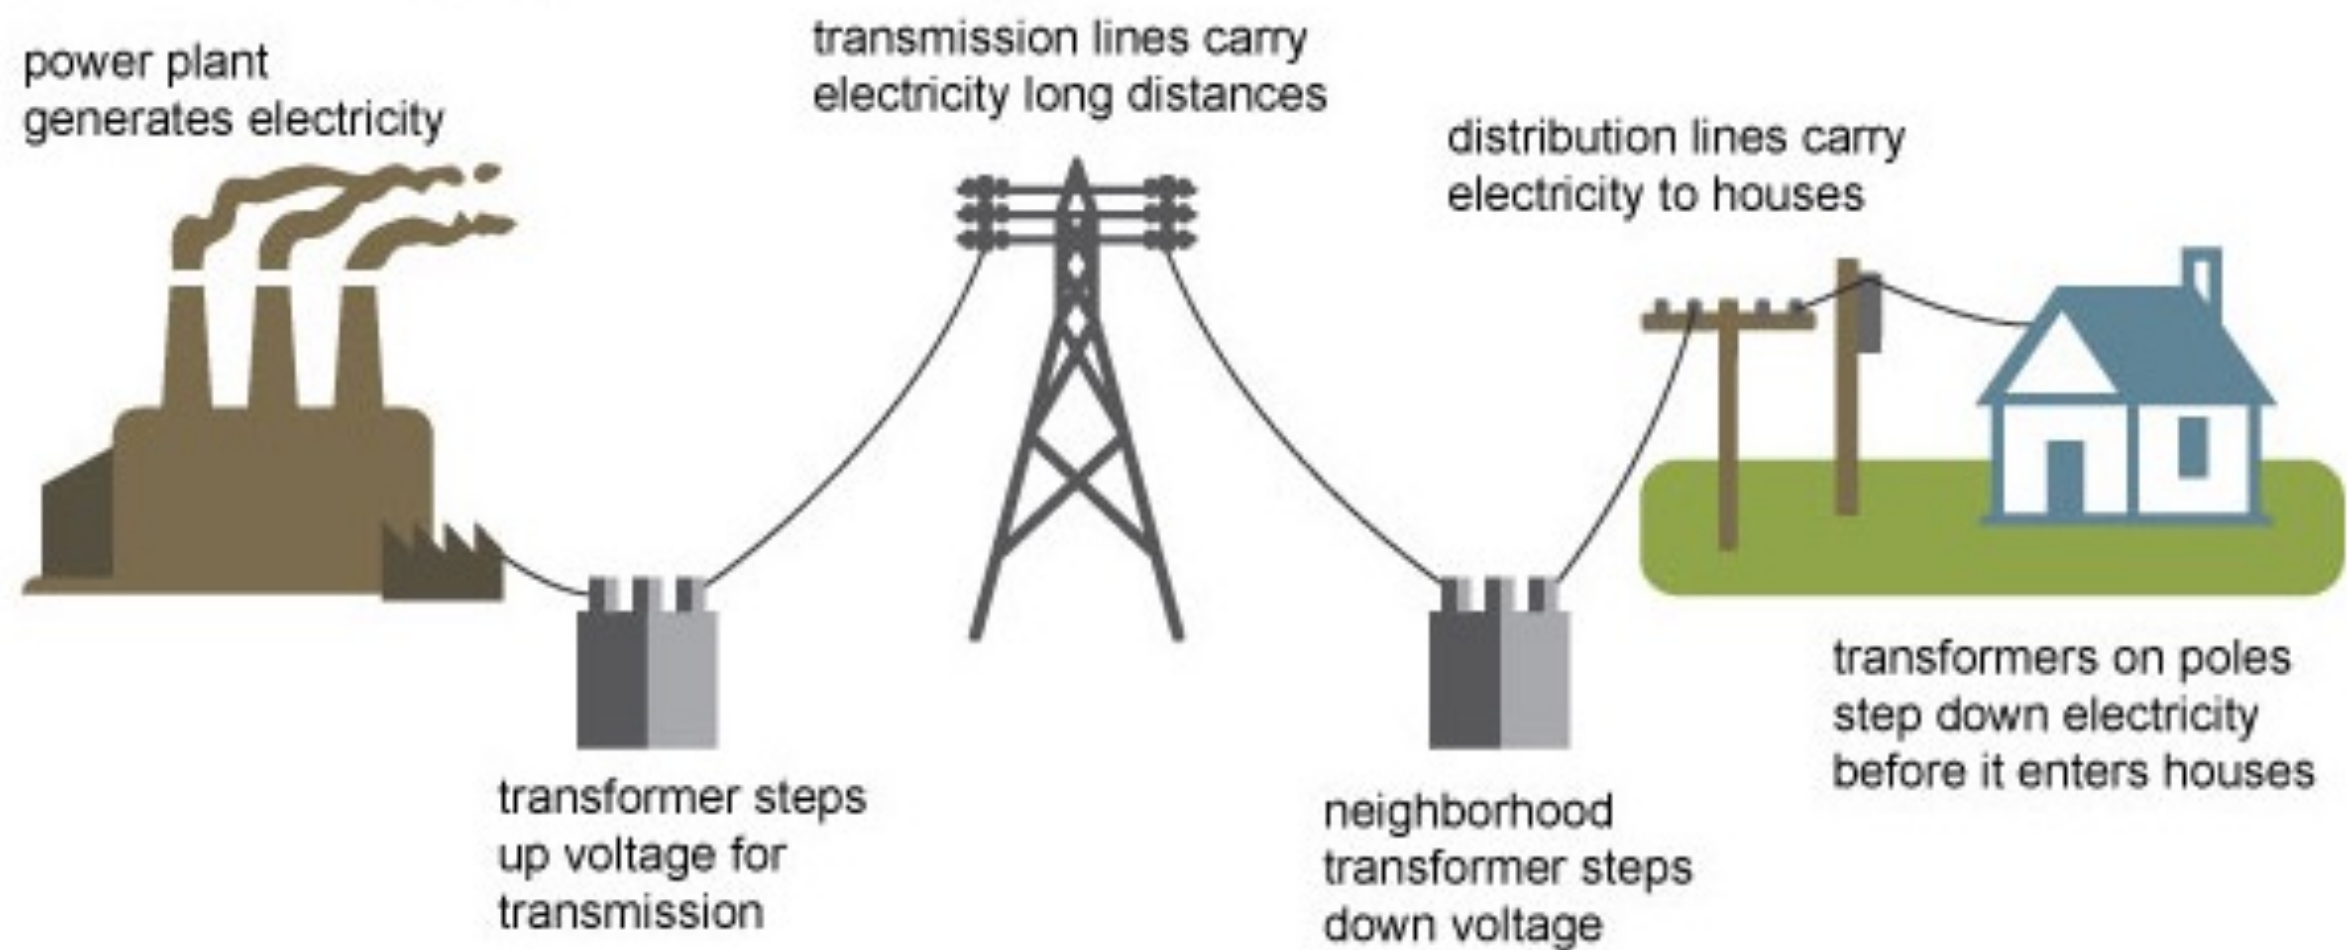 power plant
generates electricity
transmission lines carry
electricity long distances
distribution lines carry
electricity to houses
transformer steps
up voltage for
transmission
neighborhood
transformer steps
down voltage
transformers on poles
step down electricity
before it enters houses